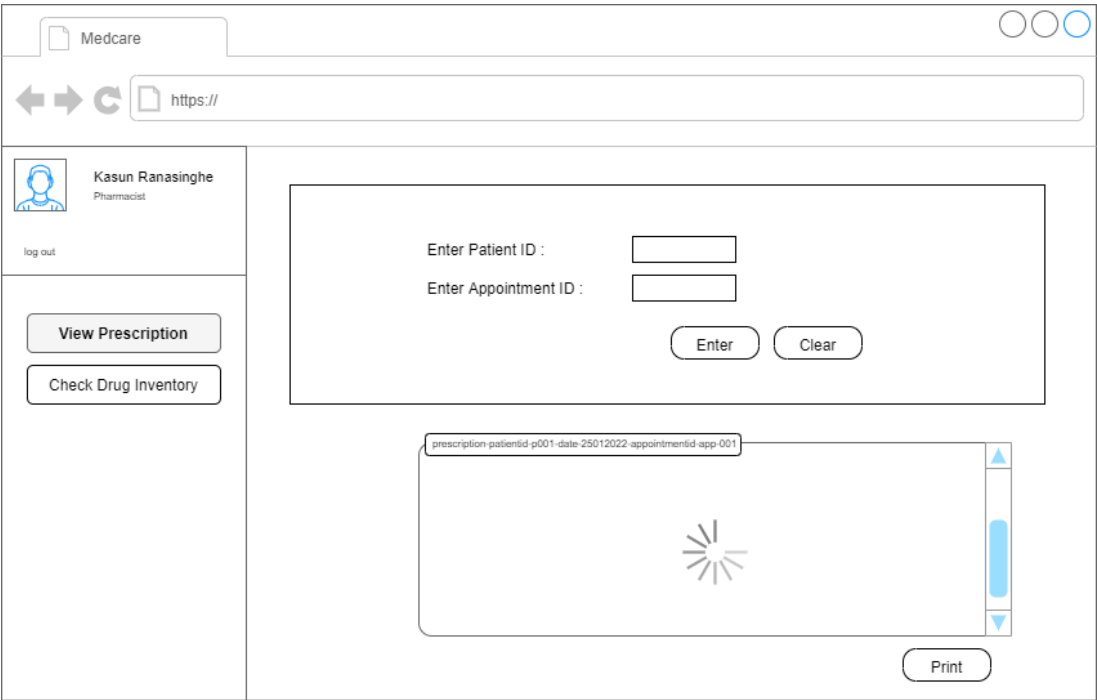 Medcare
https://
Kasun Ranasinghe
Pharmacist
log out
View Prescription
Check Drug Inventory
Enter Patient ID :
Enter Appointment ID :
Enter
Clear
prescription-patientid-p001-date-25012022-appointmentid-app-001
Print